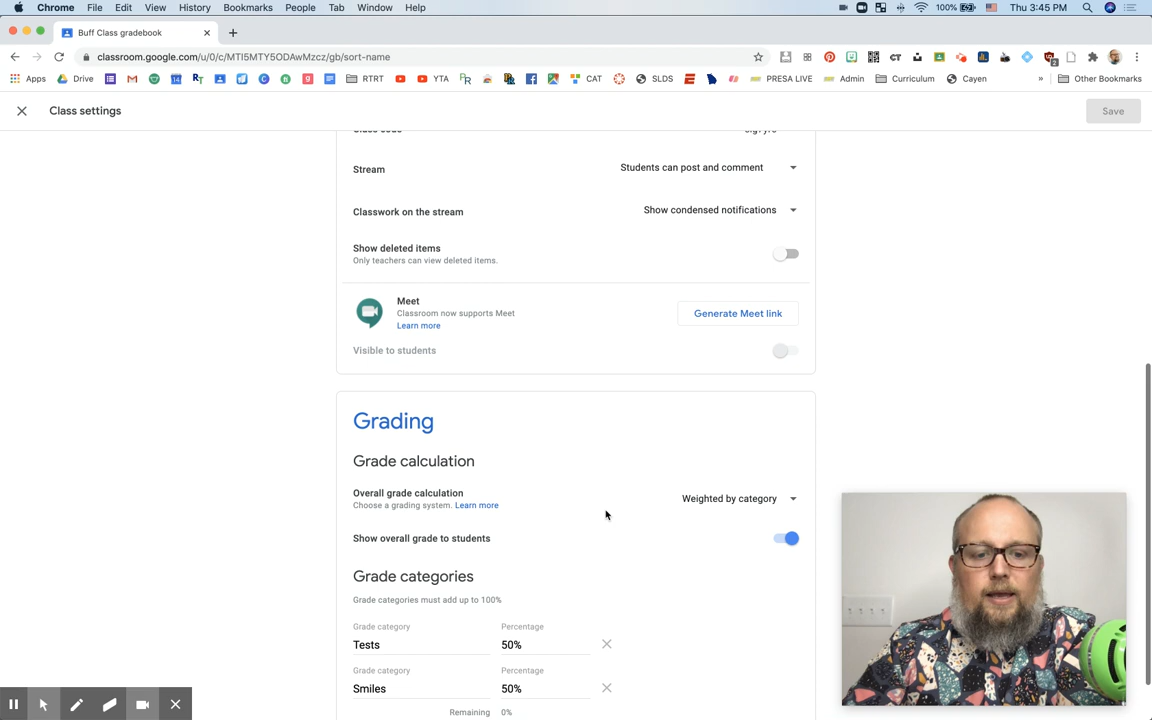 Chrome File Edit View History Bookmarks People Tab Window Help 100% Thu 3:45 PM
Buff Class gradebook
classroom.google.com/u/0/c/MTI5MTY5ODAwMzcz/gb/sort-name
Apps Drive RTRT YTA CAT SLDS PRESA LIVE Admin Curriculum Cayen » Other Bookmarks
Class settings Save
Stream Students can post and comment
Classwork on the stream Show condensed notifications
Show deleted items
Only teachers can view deleted items.
Meet
Classroom now supports Meet
Learn more
Generate Meet link
Visible to students
Grading
Grade calculation
Overall grade calculation Weighted by category
Choose a grading system. Learn more
Show overall grade to students
Grade categories
Grade categories must add up to 100%
Grade category Percentage
Tests 50%
Grade category Percentage
Smiles 50%
Remaining 0%